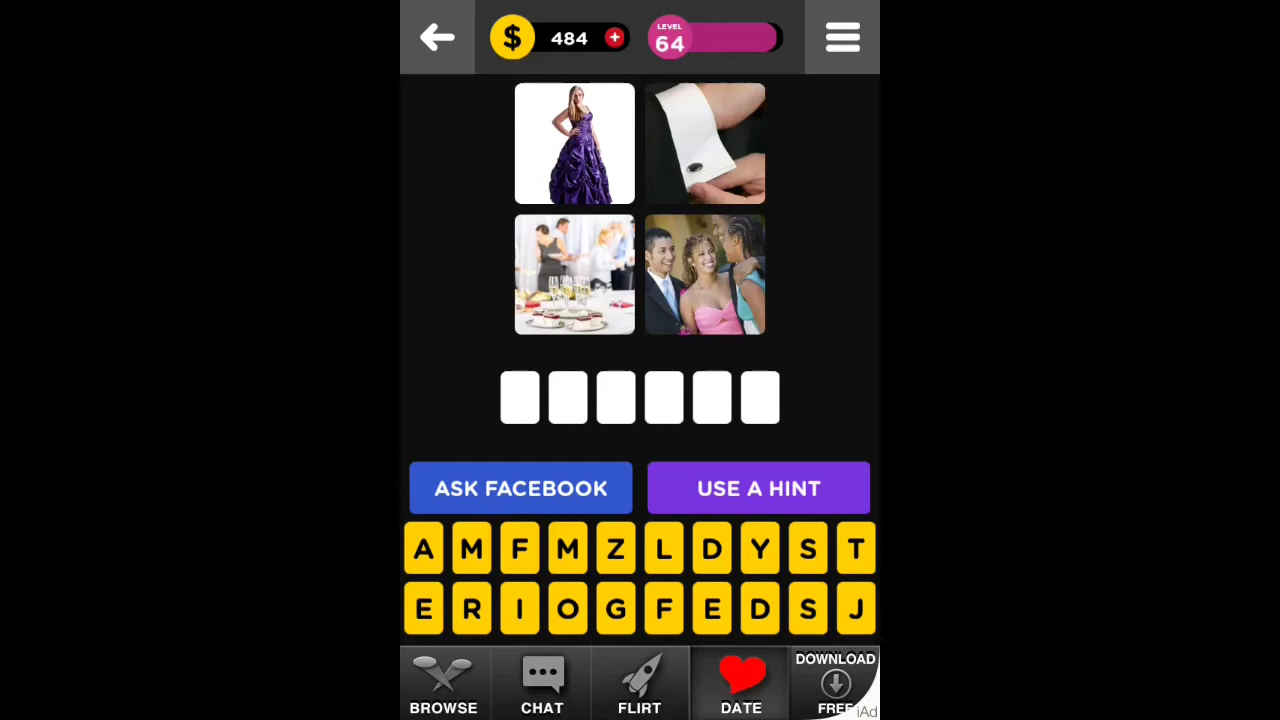 $ 484 +
LEVEL
64
ASK FACEBOOK
USE A HINT
A M F M Z L D Y S T
E R I O G F E D S J
BROWSE
CHAT
FLIRT
DATE
DOWNLOAD
FREE
iAd